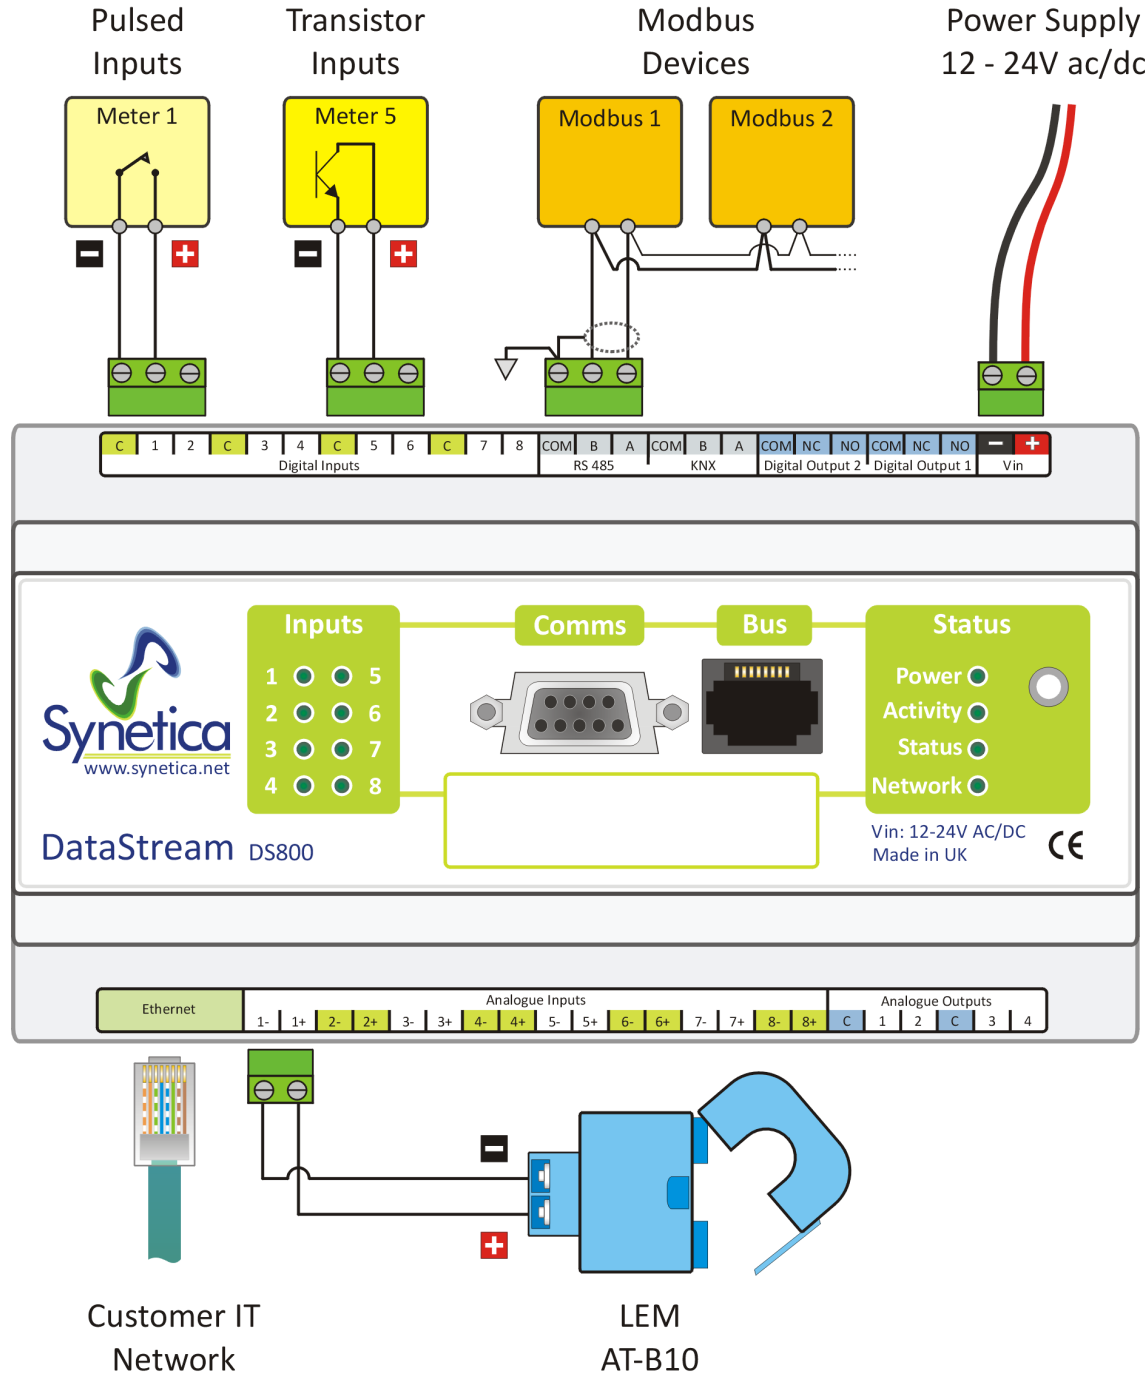 Pulsed Inputs
Transistor Inputs
Modbus Devices
Power Supply 12 - 24V ac/dc
Meter 1
Meter 5
Modbus 1
Modbus 2
C 1 2 C 3 4 C 5 6 C 7 8 COM B A COM B A COM NC NO COM NC NO − +
Digital Inputs RS 485 KNX Digital Output 2 Digital Output 1 Vin
Inputs
Comms
Bus
Status
1 5
2 6
3 7
4 8
Power
Activity
Status
Network
Synetica
www.synetica.net
DataStream DS800
Vin: 12-24V AC/DC
Made in UK
CE
Ethernet
Analogue Inputs
Analogue Outputs
1- 1+ 2- 2+ 3- 3+ 4- 4+ 5- 5+ 6- 6+ 7- 7+ 8- 8+ C 1 2 C 3 4
Customer IT Network
LEM
AT-B10